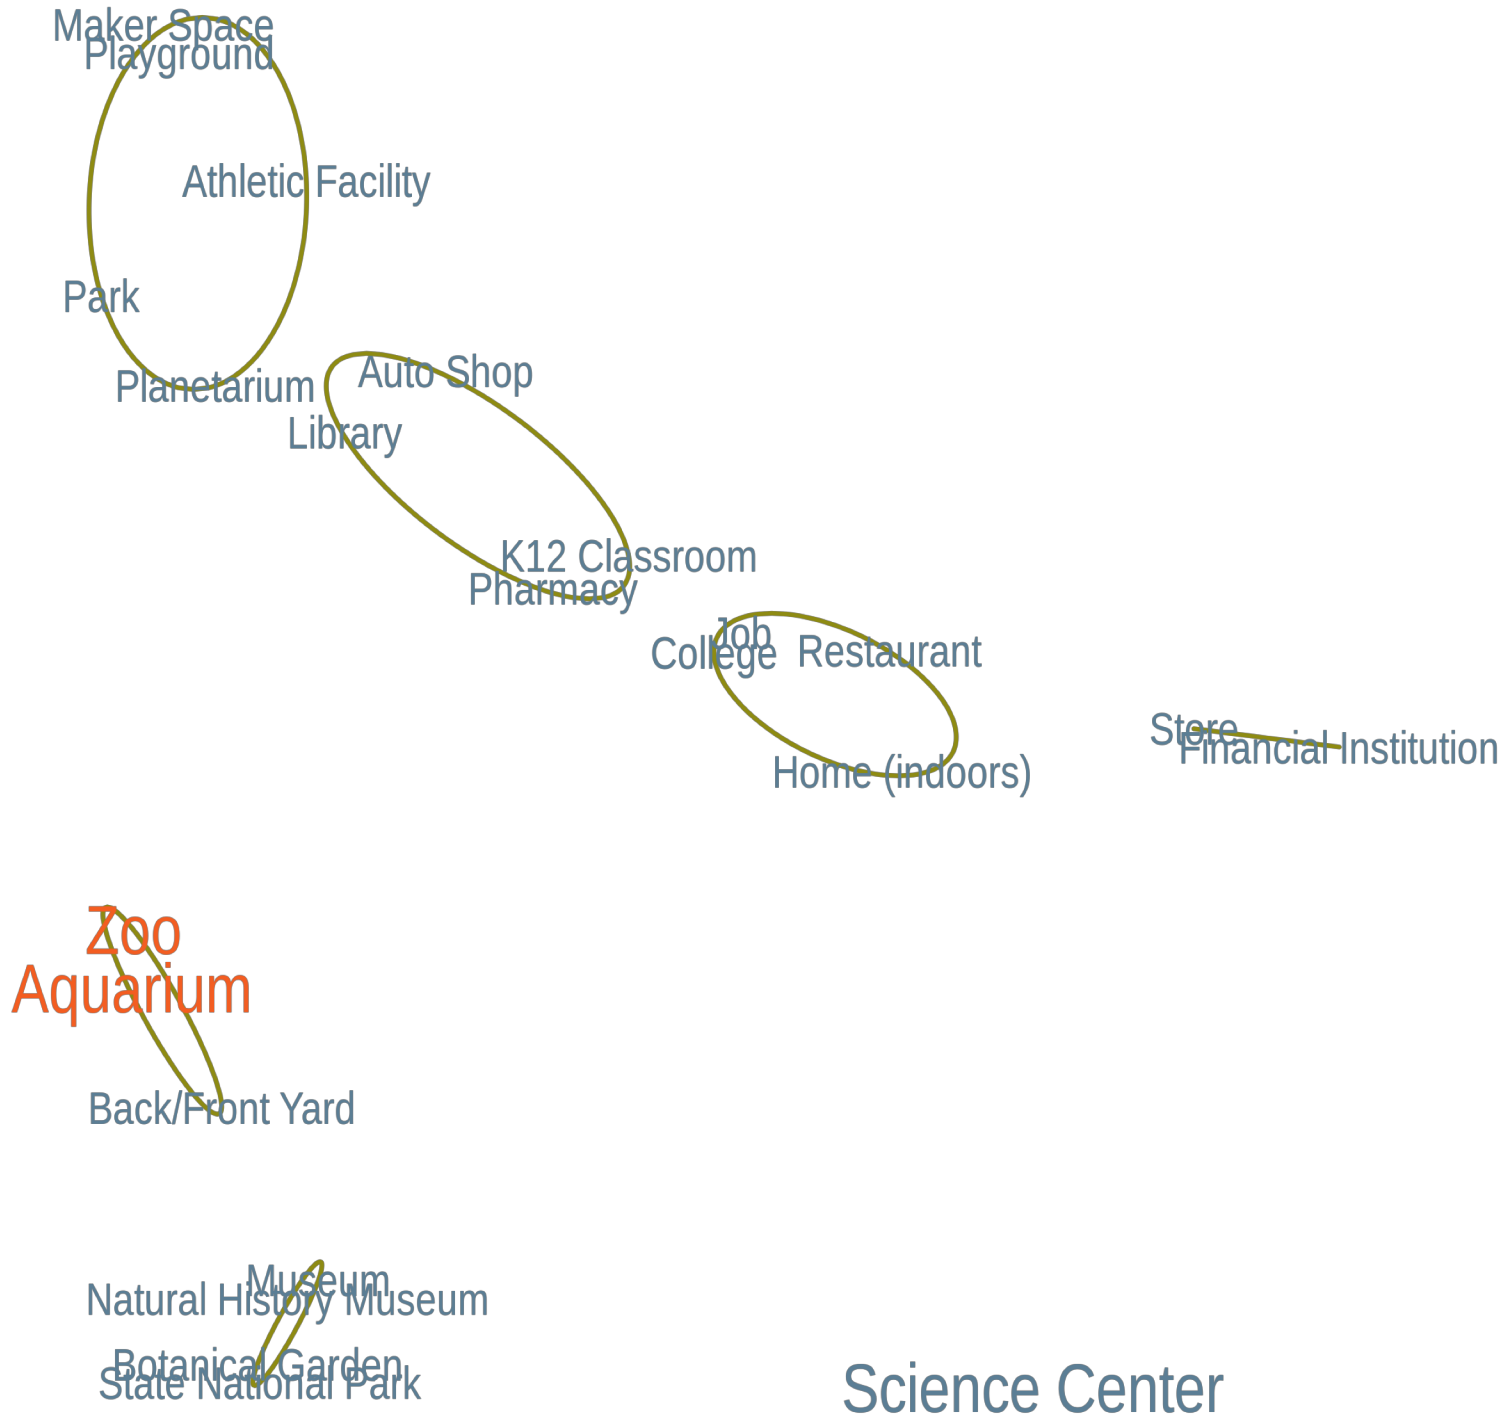 Maker Space
Playground
Athletic Facility
Park
Planetarium
Auto Shop
Library
K12 Classroom
Pharmacy
Job
College
Restaurant
Home (indoors)
Store
Financial Institution
Zoo
Aquarium
Back/Front Yard
Museum
Natural History Museum
Botanical Garden
State National Park
Science Center